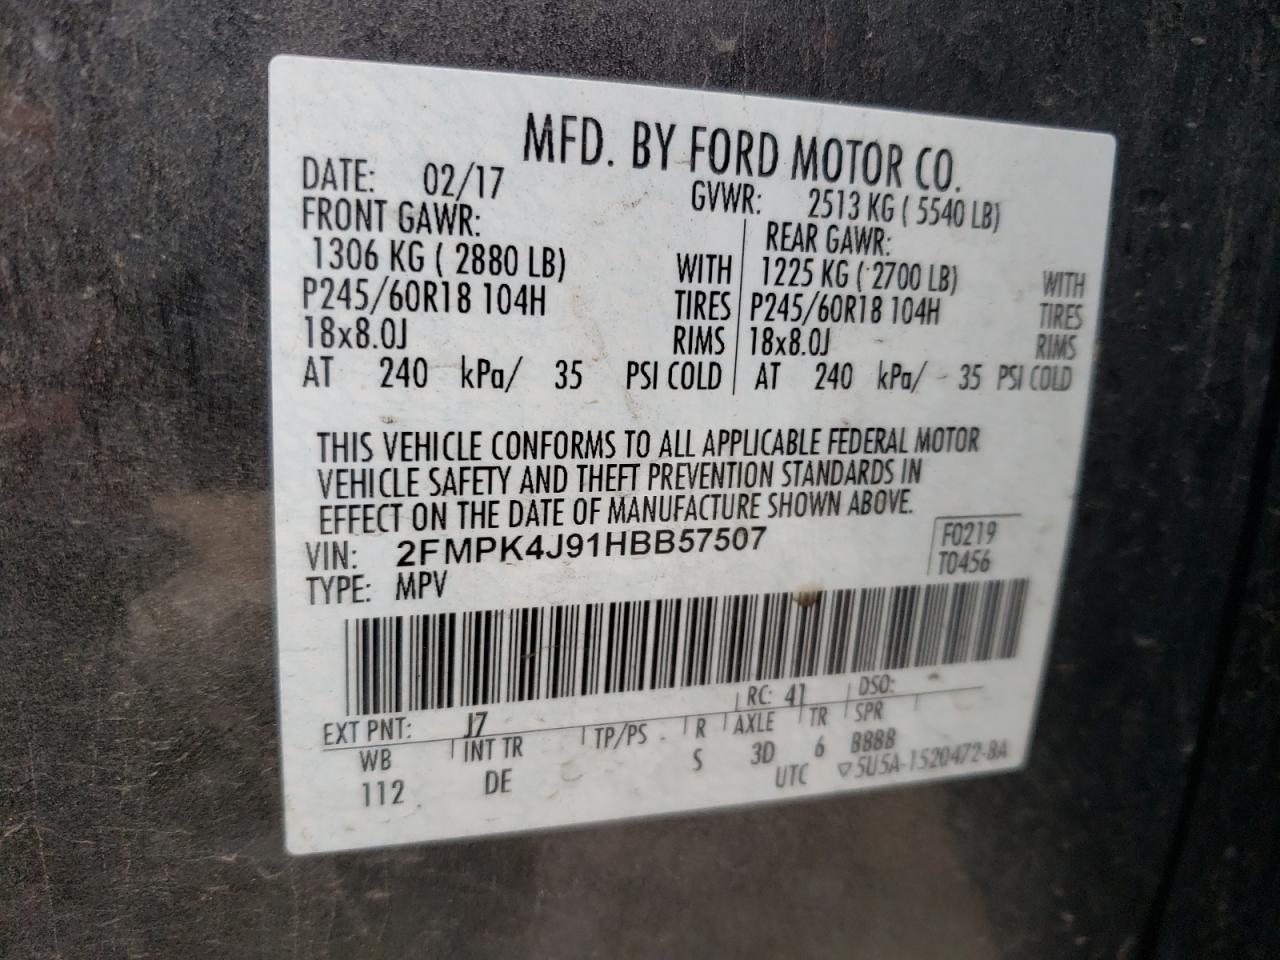 MFD. BY FORD MOTOR CO.
DATE: 02/17 GVWR: 2513 KG ( 5540 LB)
FRONT GAWR: REAR GAWR:
1306 KG ( 2880 LB) WITH 1225 KG ( 2700 LB) WITH
P245/60R18 104H TIRES P245/60R18 104H TIRES
18x8.0J RIMS 18x8.0J RIMS
AT 240 kPa/ 35 PSI COLD AT 240 kPa/ 35 PSI COLD
THIS VEHICLE CONFORMS TO ALL APPLICABLE FEDERAL MOTOR
VEHICLE SAFETY AND THEFT PREVENTION STANDARDS IN
EFFECT ON THE DATE OF MANUFACTURE SHOWN ABOVE.
VIN: 2FMPK4J91HBB57507 F0219
TYPE: MPV T0456
EXT PNT: J7 RC: 41 DSO:
WB INT TR TP/PS R AXLE TR SPR
112 DE S 3D 6 BBBB
UTC ▽5U5A-1520472-BA